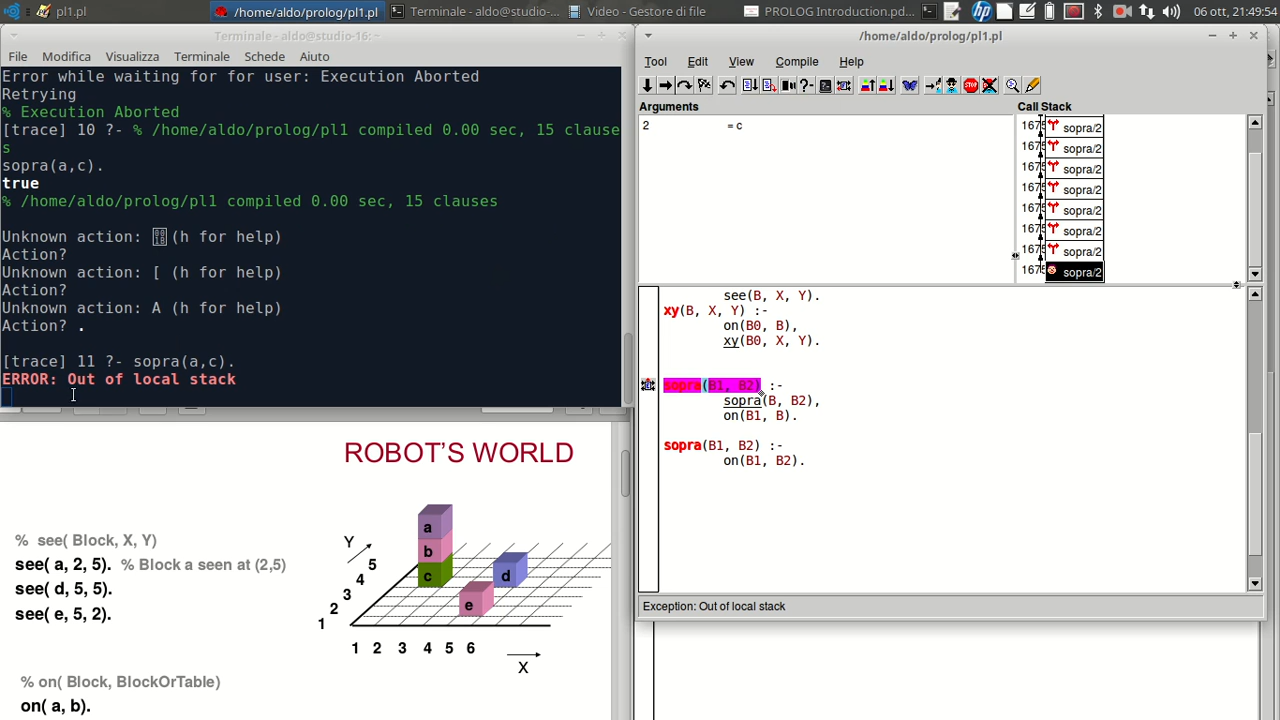 pl1.pl
/home/aldo/prolog/pl1.pl
Terminale - aldo@studio-...
Video - Gestore di file
PROLOG Introduction.pd...
06 ott, 21:49:54
Terminale - aldo@studio-16: ~
File Modifica Visualizza Terminale Schede Aiuto
Error while waiting for for user: Execution Aborted
Retrying
% Execution Aborted
[trace] 10 ?- % /home/aldo/prolog/pl1 compiled 0.00 sec, 15 clause
s
sopra(a,c).
true
% /home/aldo/prolog/pl1 compiled 0.00 sec, 15 clauses
Unknown action: (h for help)
Action?
Unknown action: [ (h for help)
Action?
Unknown action: A (h for help)
Action? .
[trace] 11 ?- sopra(a,c).
ERROR: Out of local stack
/home/aldo/prolog/pl1.pl
Tool Edit View Compile Help
Arguments
2 = c
Call Stack
1675 sopra/2
1675 sopra/2
1675 sopra/2
1675 sopra/2
1675 sopra/2
1675 sopra/2
1675 sopra/2
1675 sopra/2
see(B, X, Y).
xy(B, X, Y) :-
on(B0, B),
xy(B0, X, Y).
sopra(B1, B2) :-
sopra(B, B2),
on(B1, B).
sopra(B1, B2) :-
on(B1, B2).
Exception: Out of local stack
ROBOT'S WORLD
% see( Block, X, Y)
see( a, 2, 5). % Block a seen at (2,5)
see( d, 5, 5).
see( e, 5, 2).
% on( Block, BlockOrTable)
on( a, b).
Y
5
4
3
2
1
a
b
c
d
e
1 2 3 4 5 6
X